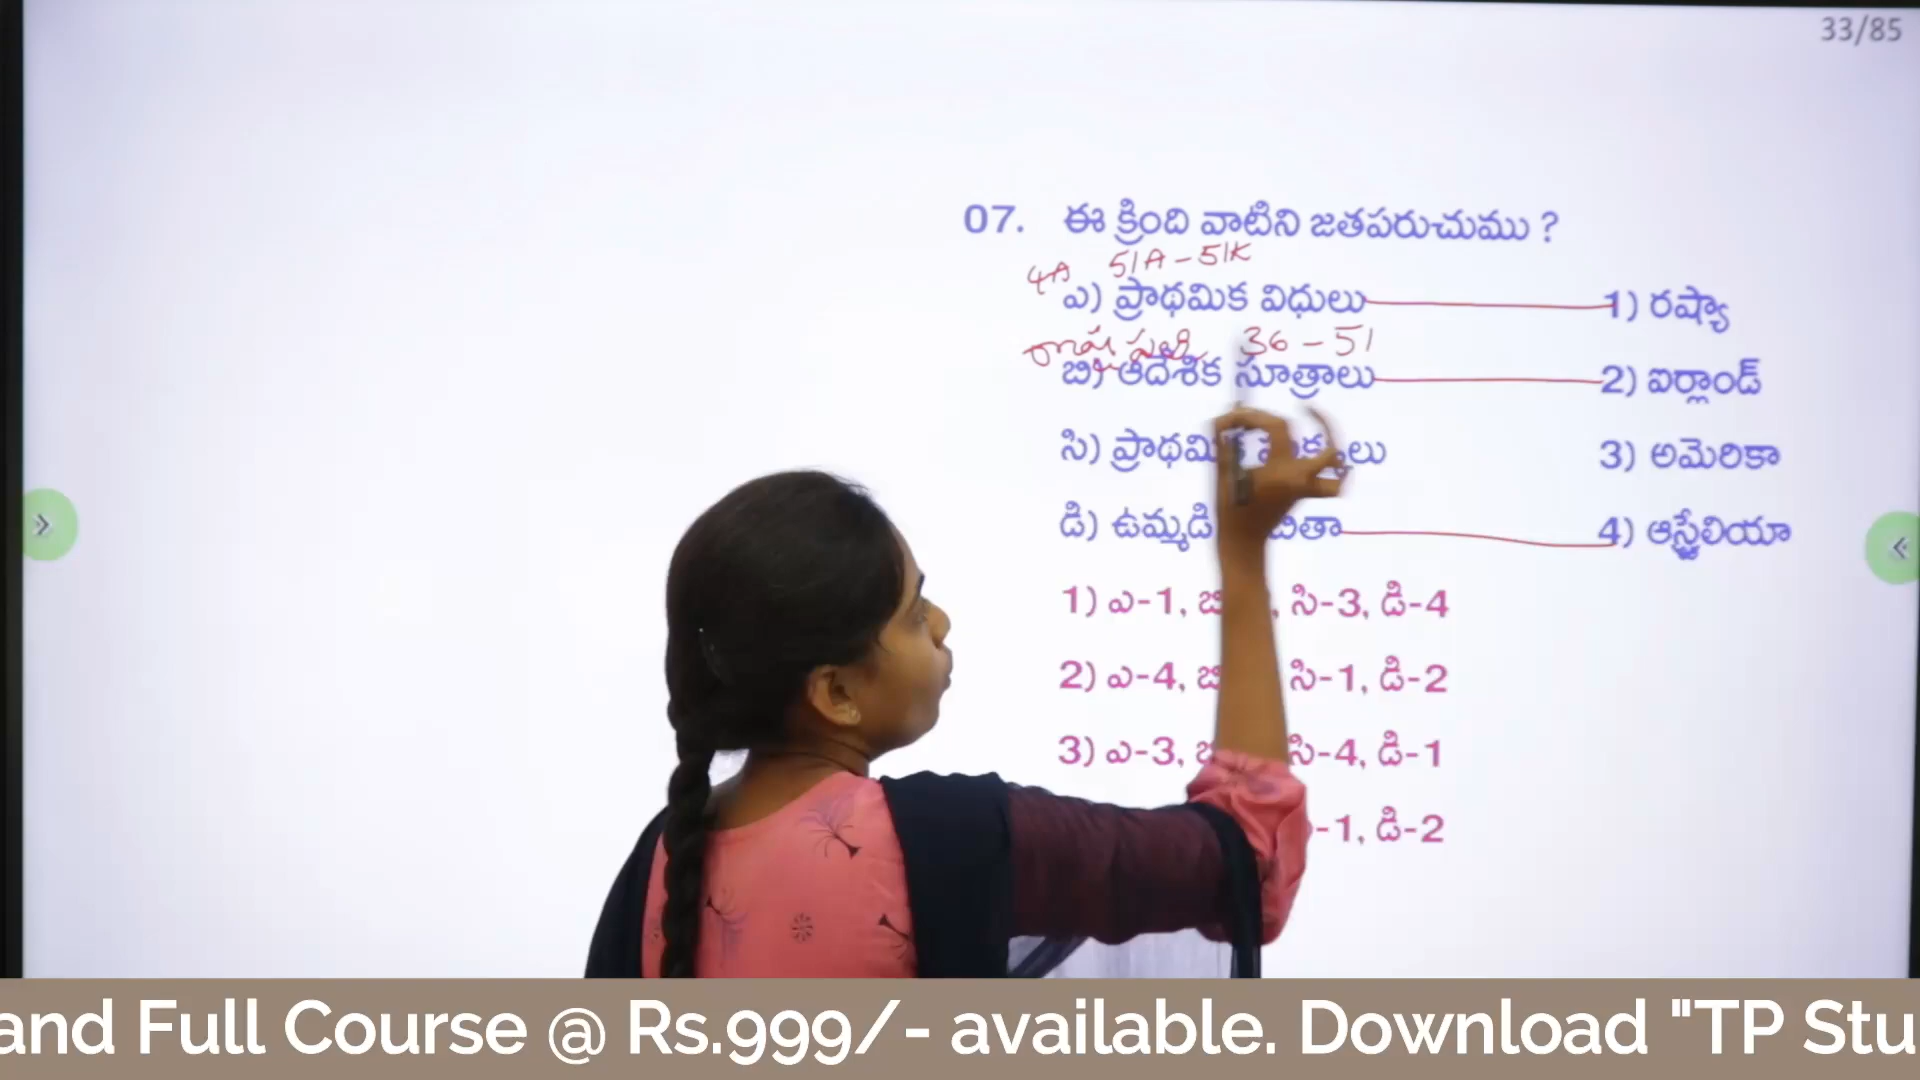 33/85
07. ఈ క్రింది వాటిని జతపరుచుము ?
4A 51A - 51K
ఎ) ప్రాథమిక విధులు 1) రష్యా
36 - 51
బి) ఆదేశిక సూత్రాలు 2) ఐర్లాండ్
సి) 3) అమెరికా
డి) ఉమ్మడి 4) ఆస్ట్రేలియా
1) ఎ-1, సి-3, డి-4
2) ఎ-4, సి-1, డి-2
3) ఎ-3, సి-4, డి-1
-1, డి-2
and Full Course @ Rs.999/- available. Download "TP Stu